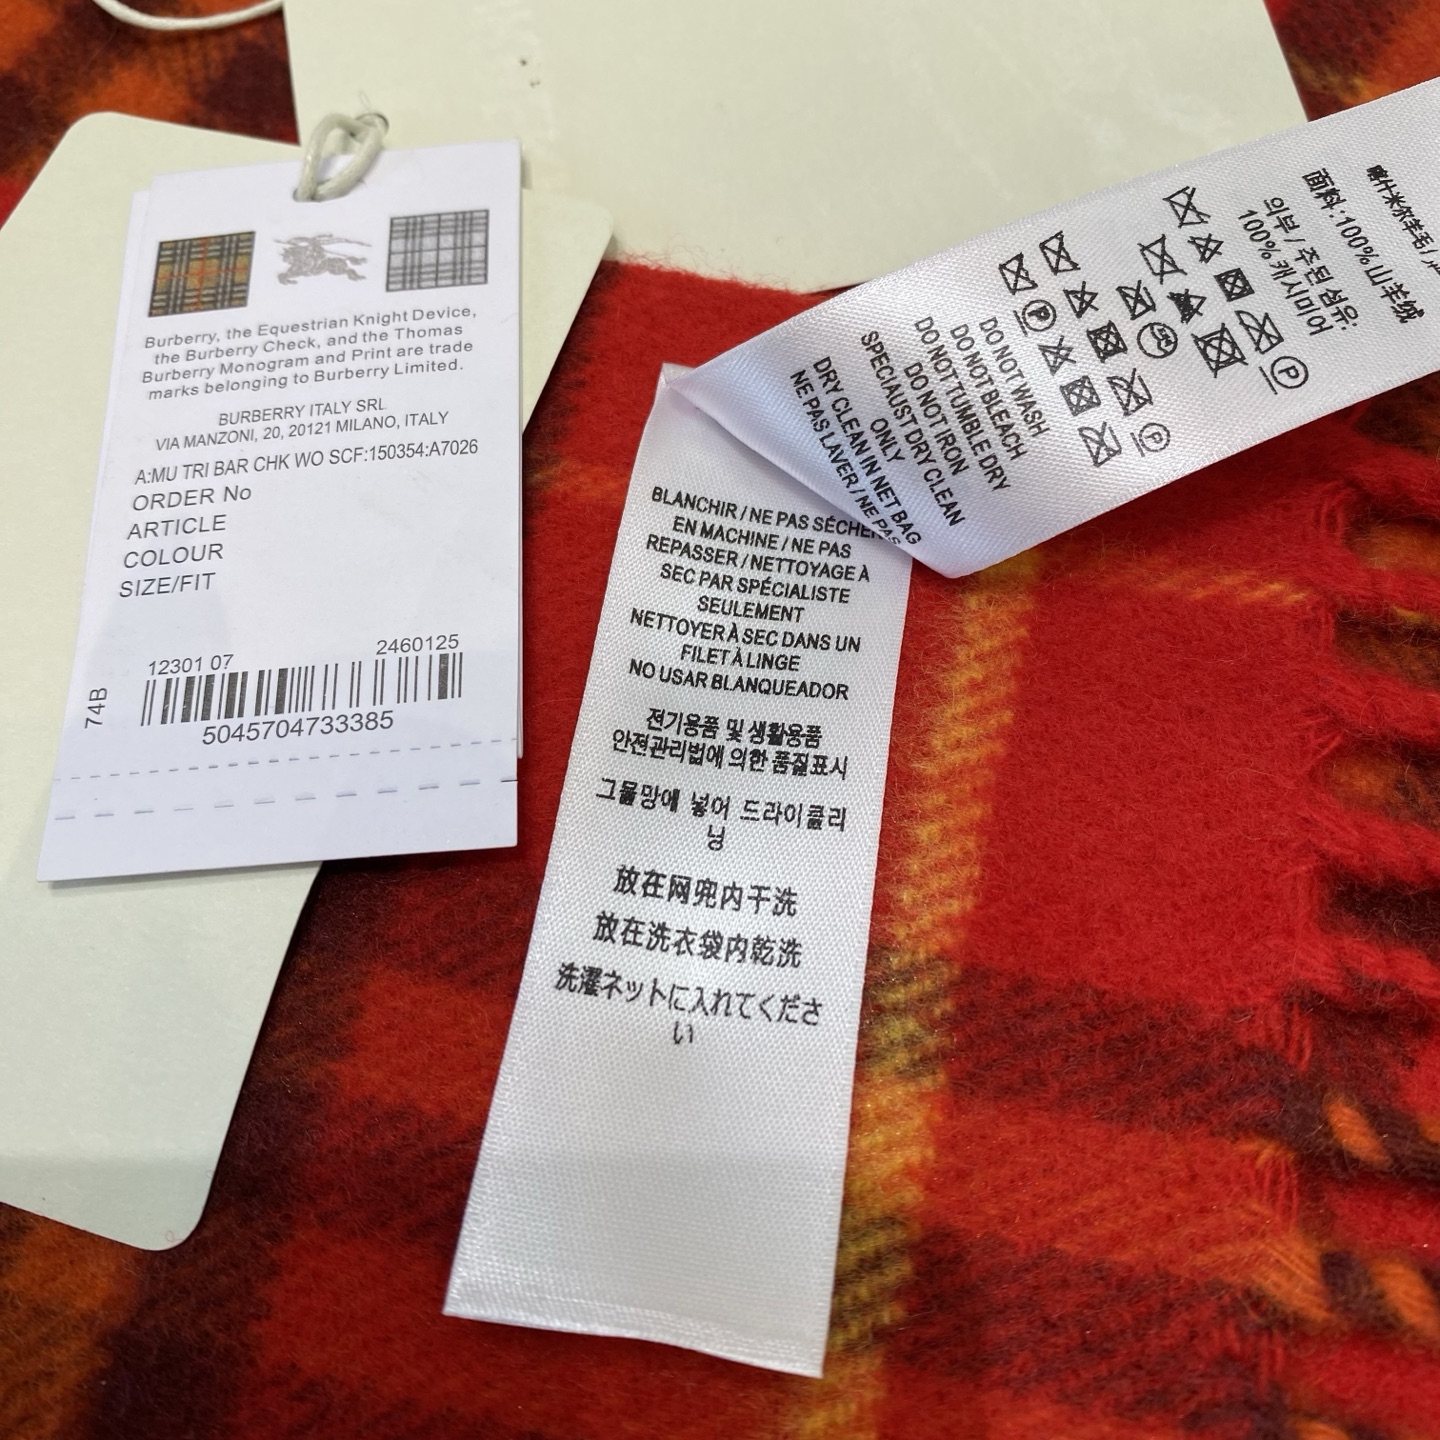 Burberry, the Equestrian Knight Device,
the Burberry Check, and the Thomas
Burberry Monogram and Print are trade
marks belonging to Burberry Limited.
BURBERRY ITALY SRL
VIA MANZONI, 20, 20121 MILANO, ITALY
A:MU TRI BAR CHK WO SCF:150354:A7026
ORDER No
ARTICLE
COLOUR
SIZE/FIT
12301 07
2460125
5045704733385
74B
面料:100% 山羊绒
외부 / 주된 섬유:
100% 캐시미어
DO NOT WASH
DO NOT BLEACH
DO NOT TUMBLE DRY
DO NOT IRON
SPECIAUST DRY CLEAN
ONLY
DRY CLEAN IN NET BAG
NE PAS LAVER / NE PAS
BLANCHIR / NE PAS SÉCHER
EN MACHINE / NE PAS
REPASSER / NETTOYAGE À
SEC PAR SPÉCIALISTE
SEULEMENT
NETTOYER À SEC DANS UN
FILET À LINGE
NO USAR BLANQUEADOR
전기용품 및 생활용품
안전관리법에 의한 품질표시
그물망에 넣어 드라이클리
닝
放在网兜内干洗
放在洗衣袋内乾洗
洗濯ネットに入れてくださ
い